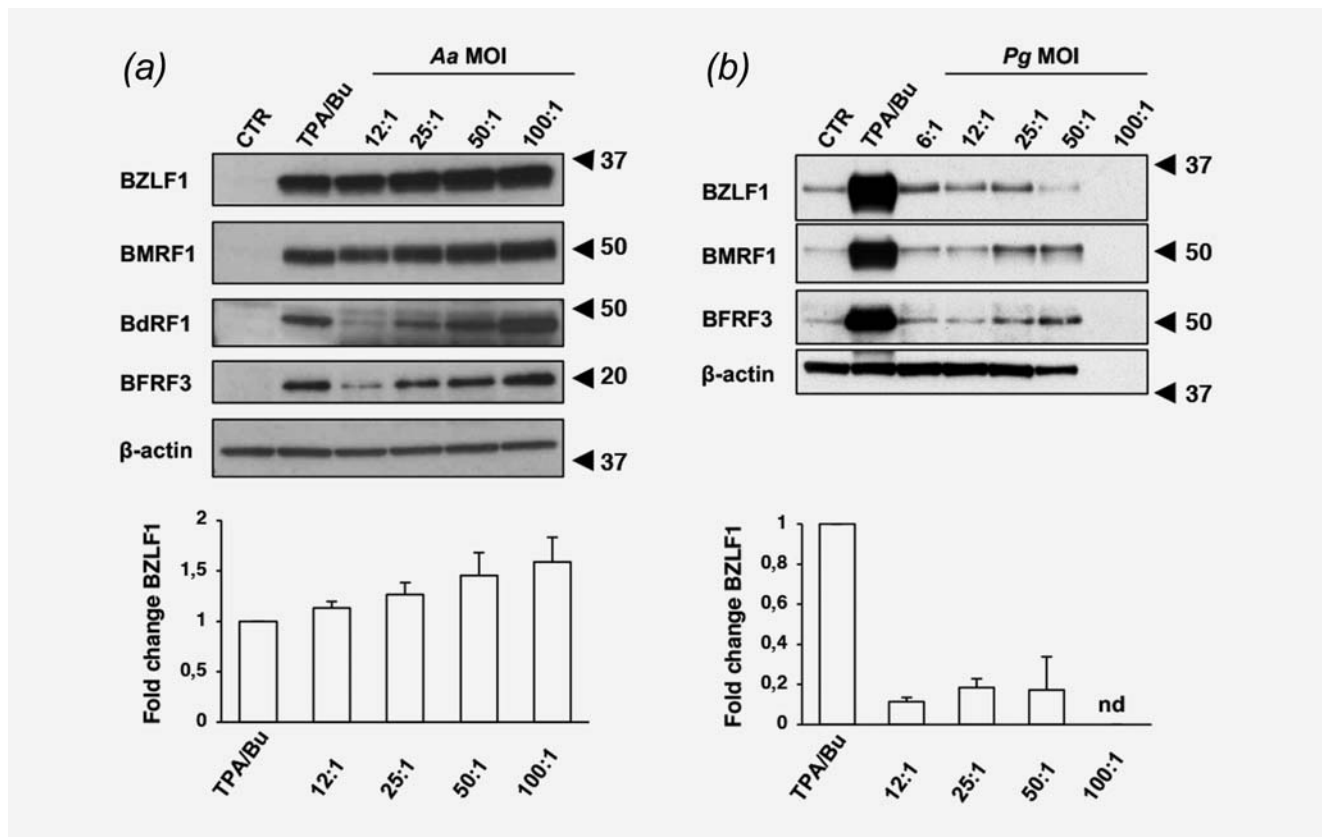 (a)
Aa MOI
CTR TPA/Bu 12:1 25:1 50:1 100:1
BZLF1 ◄ 37
BMRF1 ◄ 50
BdRF1 ◄ 50
BFRF3 ◄ 20
β-actin ◄ 37
Fold change BZLF1
2
1,5
1
0,5
0
TPA/Bu 12:1 25:1 50:1 100:1
(b)
Pg MOI
CTR TPA/Bu 6:1 12:1 25:1 50:1 100:1
BZLF1 ◄ 37
BMRF1 ◄ 50
BFRF3 ◄ 50
β-actin ◄ 37
Fold change BZLF1
1
0,8
0,6
0,4
0,2
0
nd
TPA/Bu 12:1 25:1 50:1 100:1